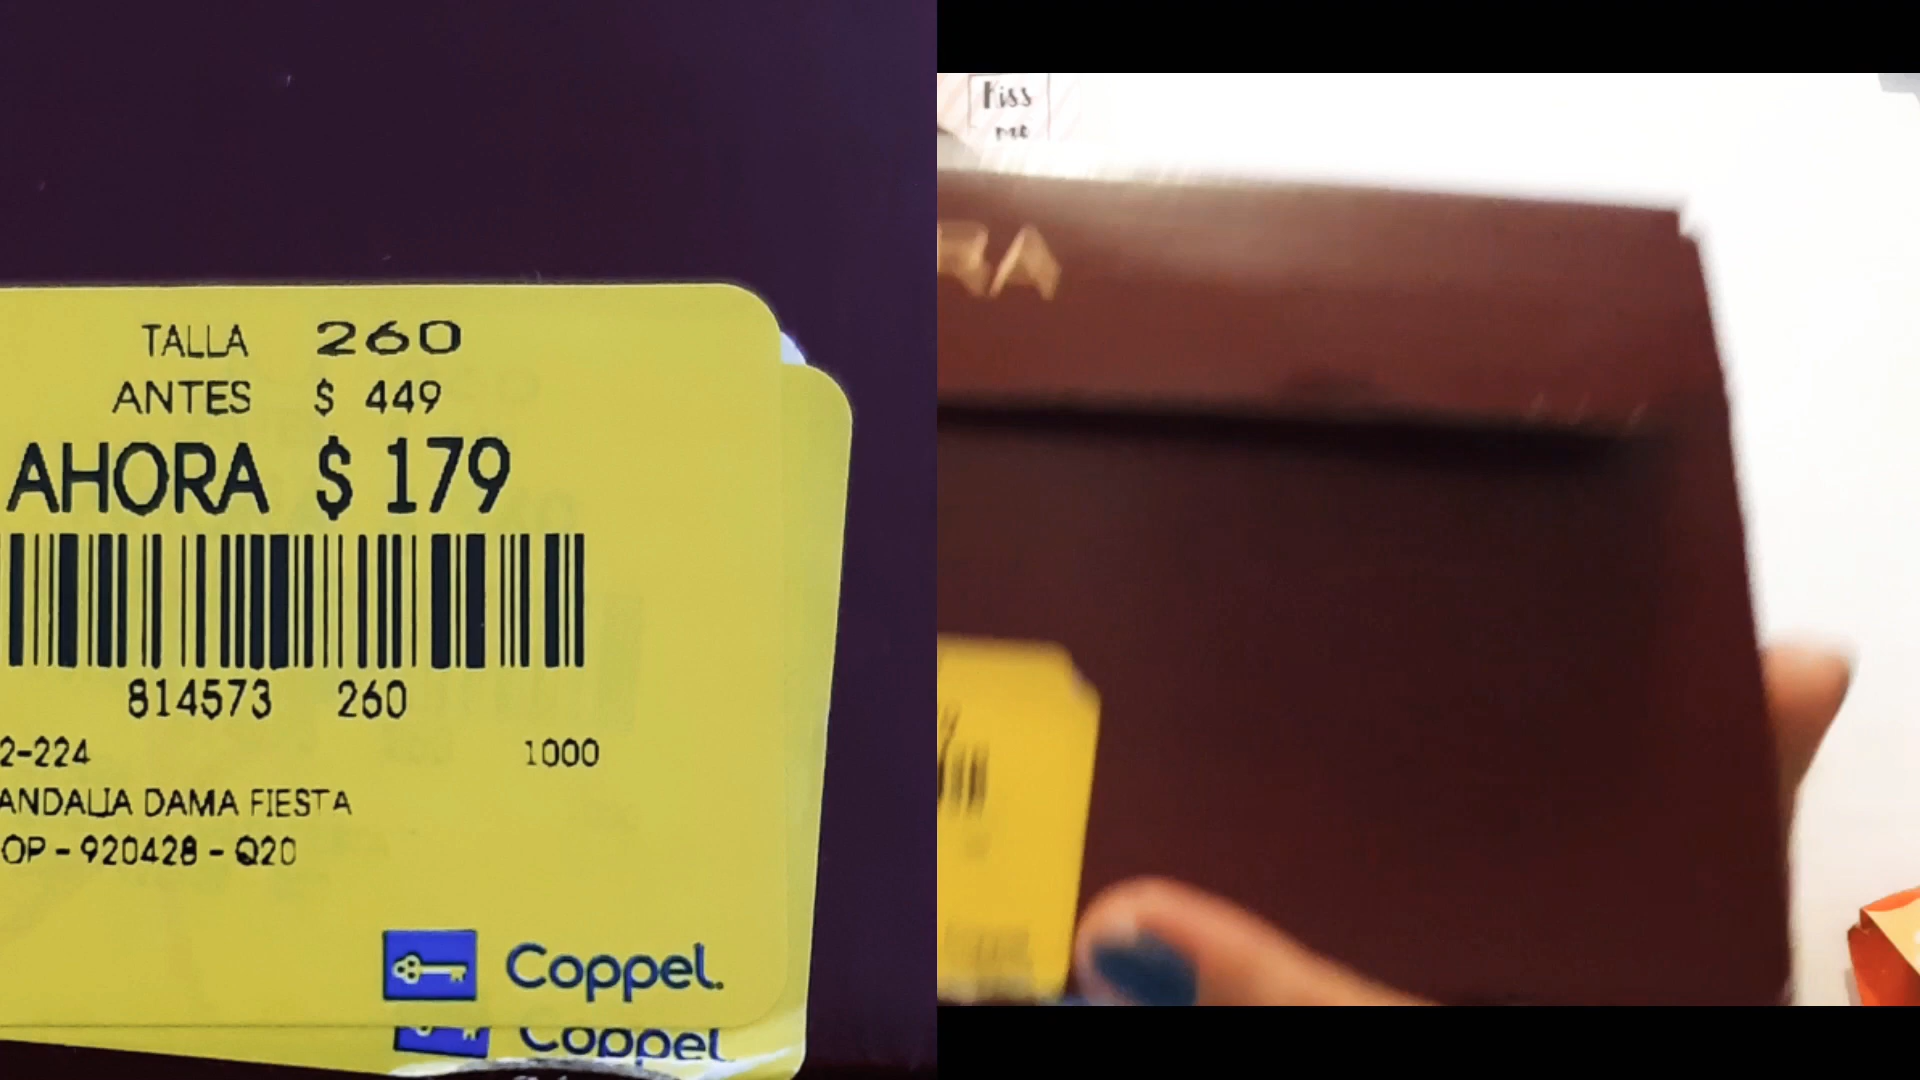 TALLA 260
ANTES $ 449
AHORA $ 179
814573 260
2-224 1000
ANDALIA DAMA FIESTA
OP - 920428 - Q20
Coppel.
Coppel.
Kiss
me
RA